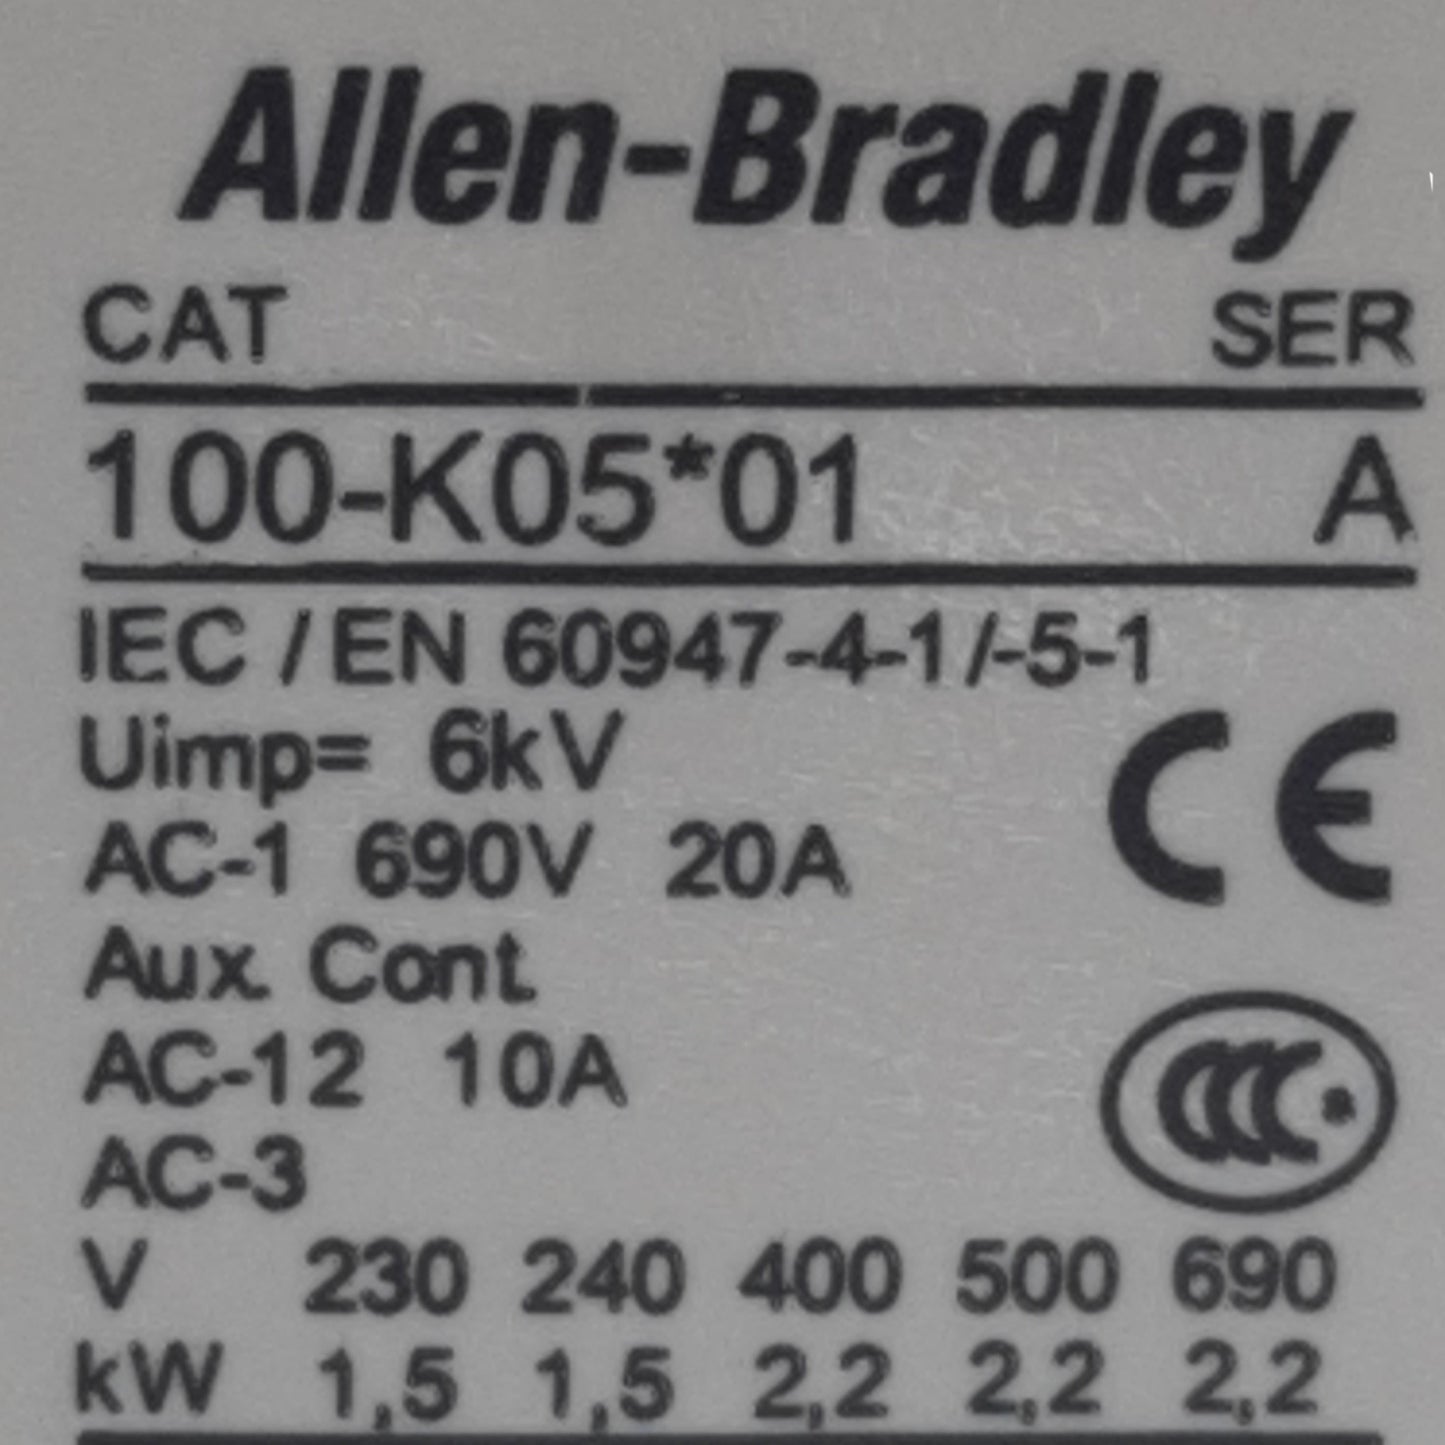 Allen-Bradley
CAT SER
100-K05*01 A
IEC / EN 60947-4-1/-5-1
Uimp= 6kV
CE
AC-1 690V 20A
Aux. Cont.
AC-12 10A
CCC
AC-3
V 230 240 400 500 690
kW 1,5 1,5 2,2 2,2 2,2